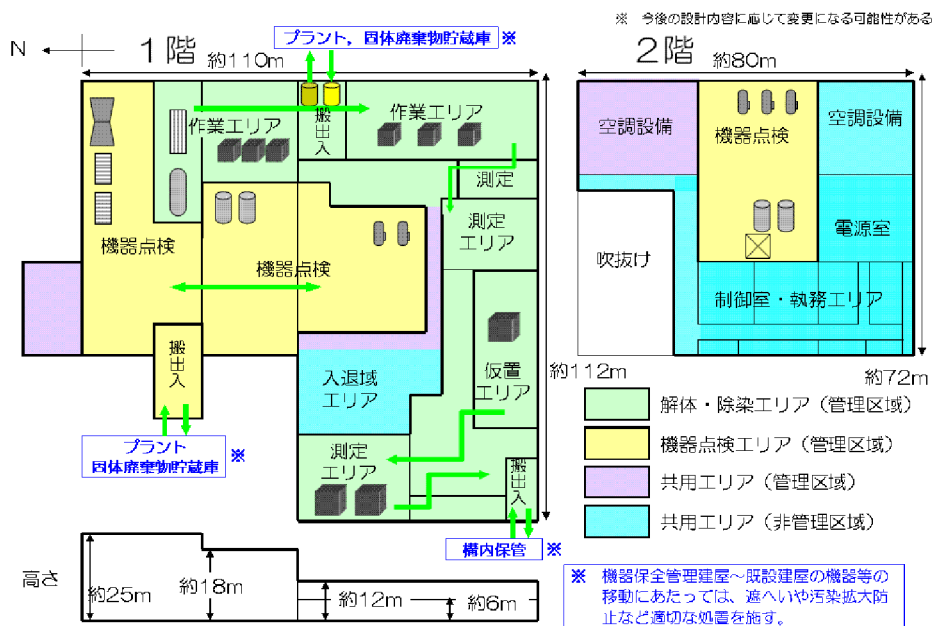 ※ 今後の設計内容に応じて変更になる可能性がある
N
1階
約110m
プラント，固体廃棄物貯蔵庫 ※
2階
約80m
作業エリア
搬出入
作業エリア
測定
測定
エリア
機器点検
機器点検
搬出入
入退域
エリア
仮置
エリア
測定
エリア
搬出入
プラント
固体廃棄物貯蔵庫 ※
構内保管 ※
約112m
空調設備
機器点検
空調設備
電源室
吹抜け
制御室・執務エリア
約72m
解体・除染エリア（管理区域）
機器点検エリア（管理区域）
共用エリア（管理区域）
共用エリア（非管理区域）
高さ
約25m
約18m
約12m
約6m
※ 機器保全管理建屋～既設建屋の機器等の
移動にあたっては、遮へいや汚染拡大防
止など適切な処置を施す。